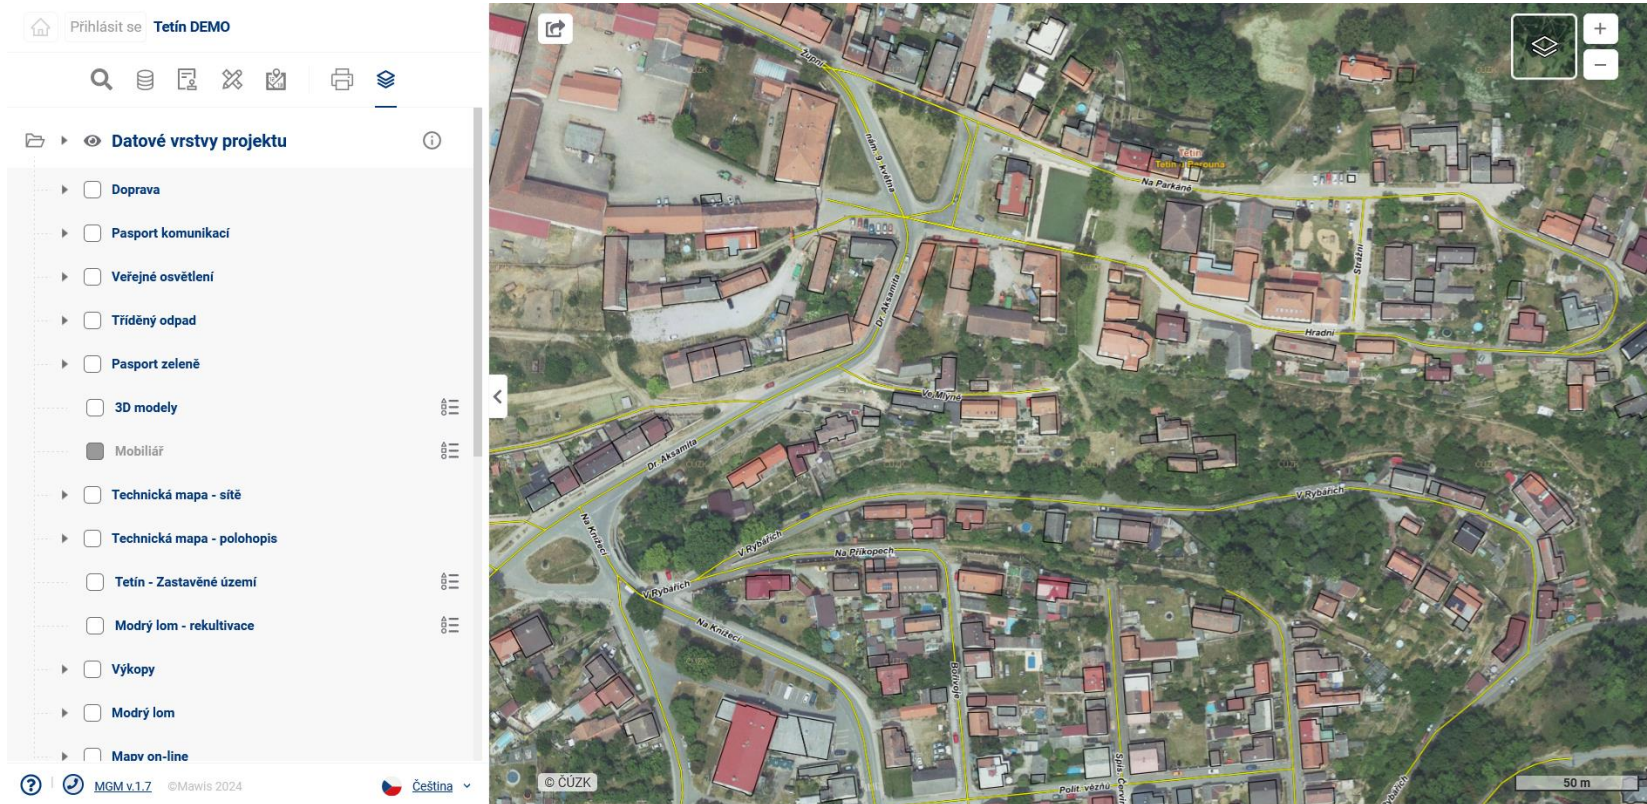 Přihlásit se Tetín DEMO
Datové vrstvy projektu
Doprava
Pasport komunikací
Veřejné osvětlení
Tříděný odpad
Pasport zeleně
3D modely
Mobiliář
Technická mapa - sítě
Technická mapa - polohopis
Tetín - Zastavěné území
Modrý lom - rekultivace
Výkopy
Modrý lom
Mapy on-line
MGM v.1.7 ©Mawis 2024 Čeština
Župní
nám. 9. května
Tetín
Tetín u Berouna
Na Parkáně
Strážní
Dr. Aksamita
Hradní
Ve Mlýně
Dr. Aksamita
Na Knížecí
V Rybářích
V Rybářích
Na Příkopech
V Rybářích
Na Knížecí
Bořivoje
Polit. vězňů
© ČÚZK
50 m